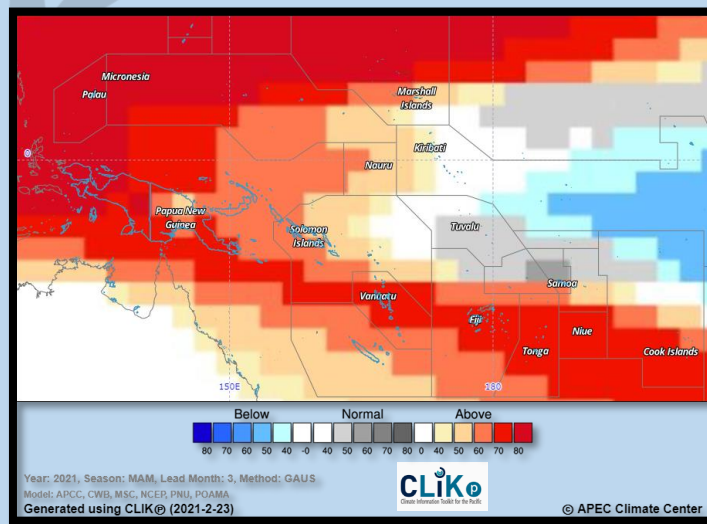 Micronesia
Palau
Marshall
Islands
0
Kiribati
Nauru
Papua New
Guinea
Solomon
Islands
Tuvalu
Samoa
Vanuatu
Fiji
Niue
Tonga
Cook Islands
150E
180
Below Normal Above
80 70 60 50 40 -0 40 50 60 70 80 0 40 50 60 70 80
Year: 2021, Season: MAM, Lead Month: 3, Method: GAUS
Model: APCC, CWB, MSC, NCEP, PNU, POAMA
Generated using CLIKⓅ (2021-2-23)
CLiKⓅ
Climate Information Toolkit for the Pacific
© APEC Climate Center